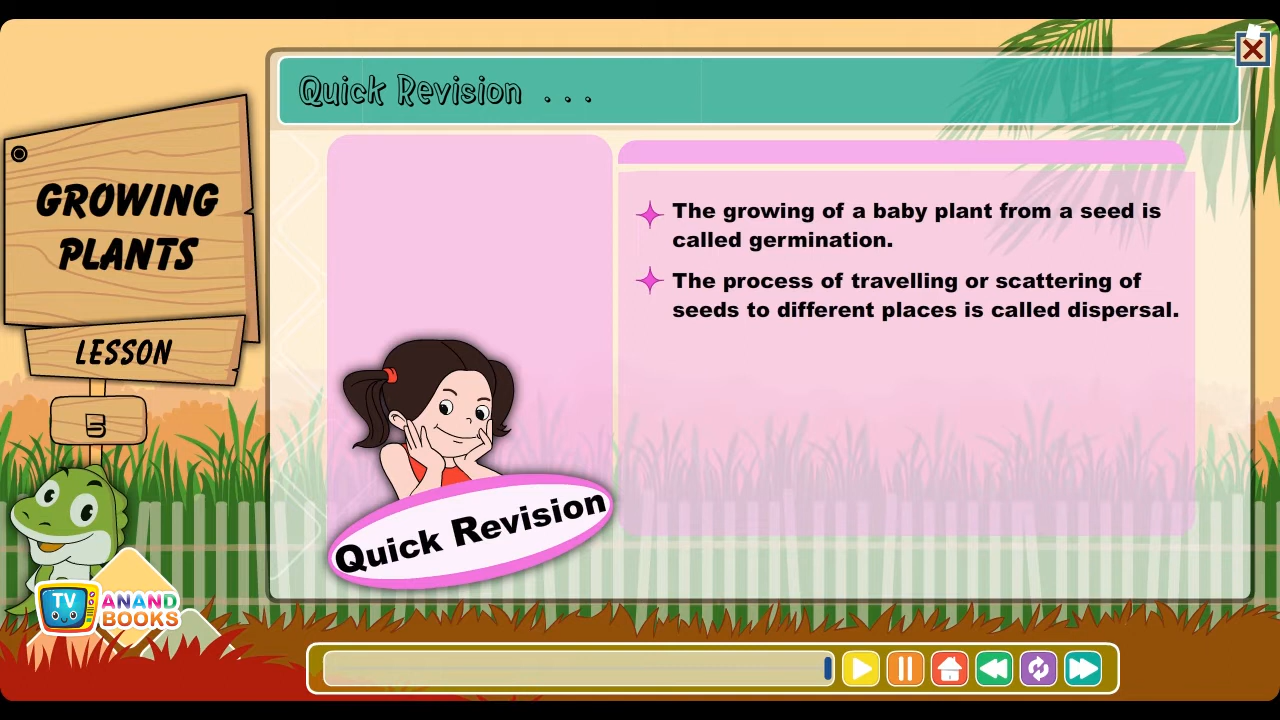 Quick Revision ...
GROWING
PLANTS
LESSON
5
The growing of a baby plant from a seed is
called germination.
The process of travelling or scattering of
seeds to different places is called dispersal.
Quick Revision
TV
ANAND
BOOKS